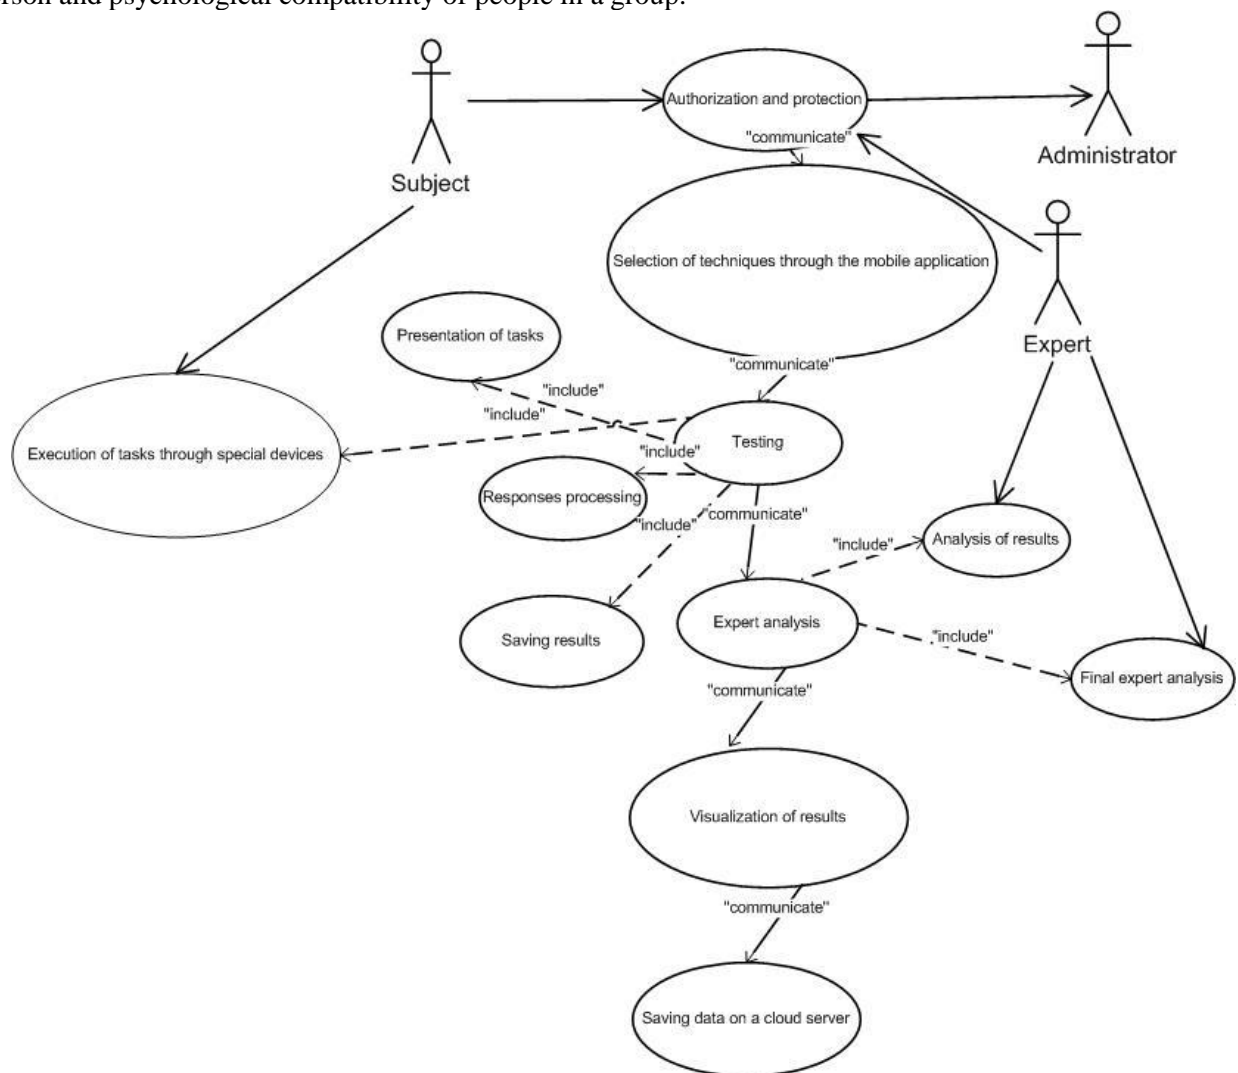 erson and psychological compatibility of people in a group.
Authorization and protection
"communicate"
Administrator
Subject
Selection of techniques through the mobile application
Presentation of tasks
Expert
"communicate"
"include"
"include"
Testing
"include"
Execution of tasks through special devices
Responses processing
"communicate"
"include"
"include"
Analysis of results
Expert analysis
"include"
Saving results
Final expert analysis
"communicate"
Visualization of results
"communicate"
Saving data on a cloud server